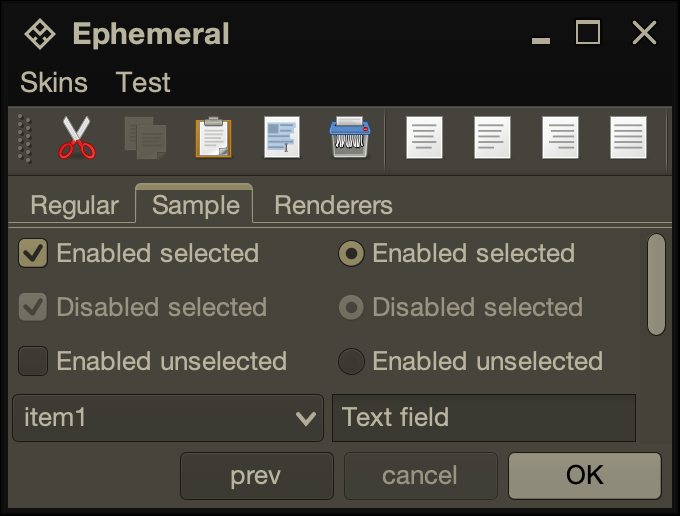 Ephemeral
Skins Test
Regular Sample Renderers
Enabled selected Enabled selected
Disabled selected Disabled selected
Enabled unselected Enabled unselected
item1 Text field
prev cancel OK